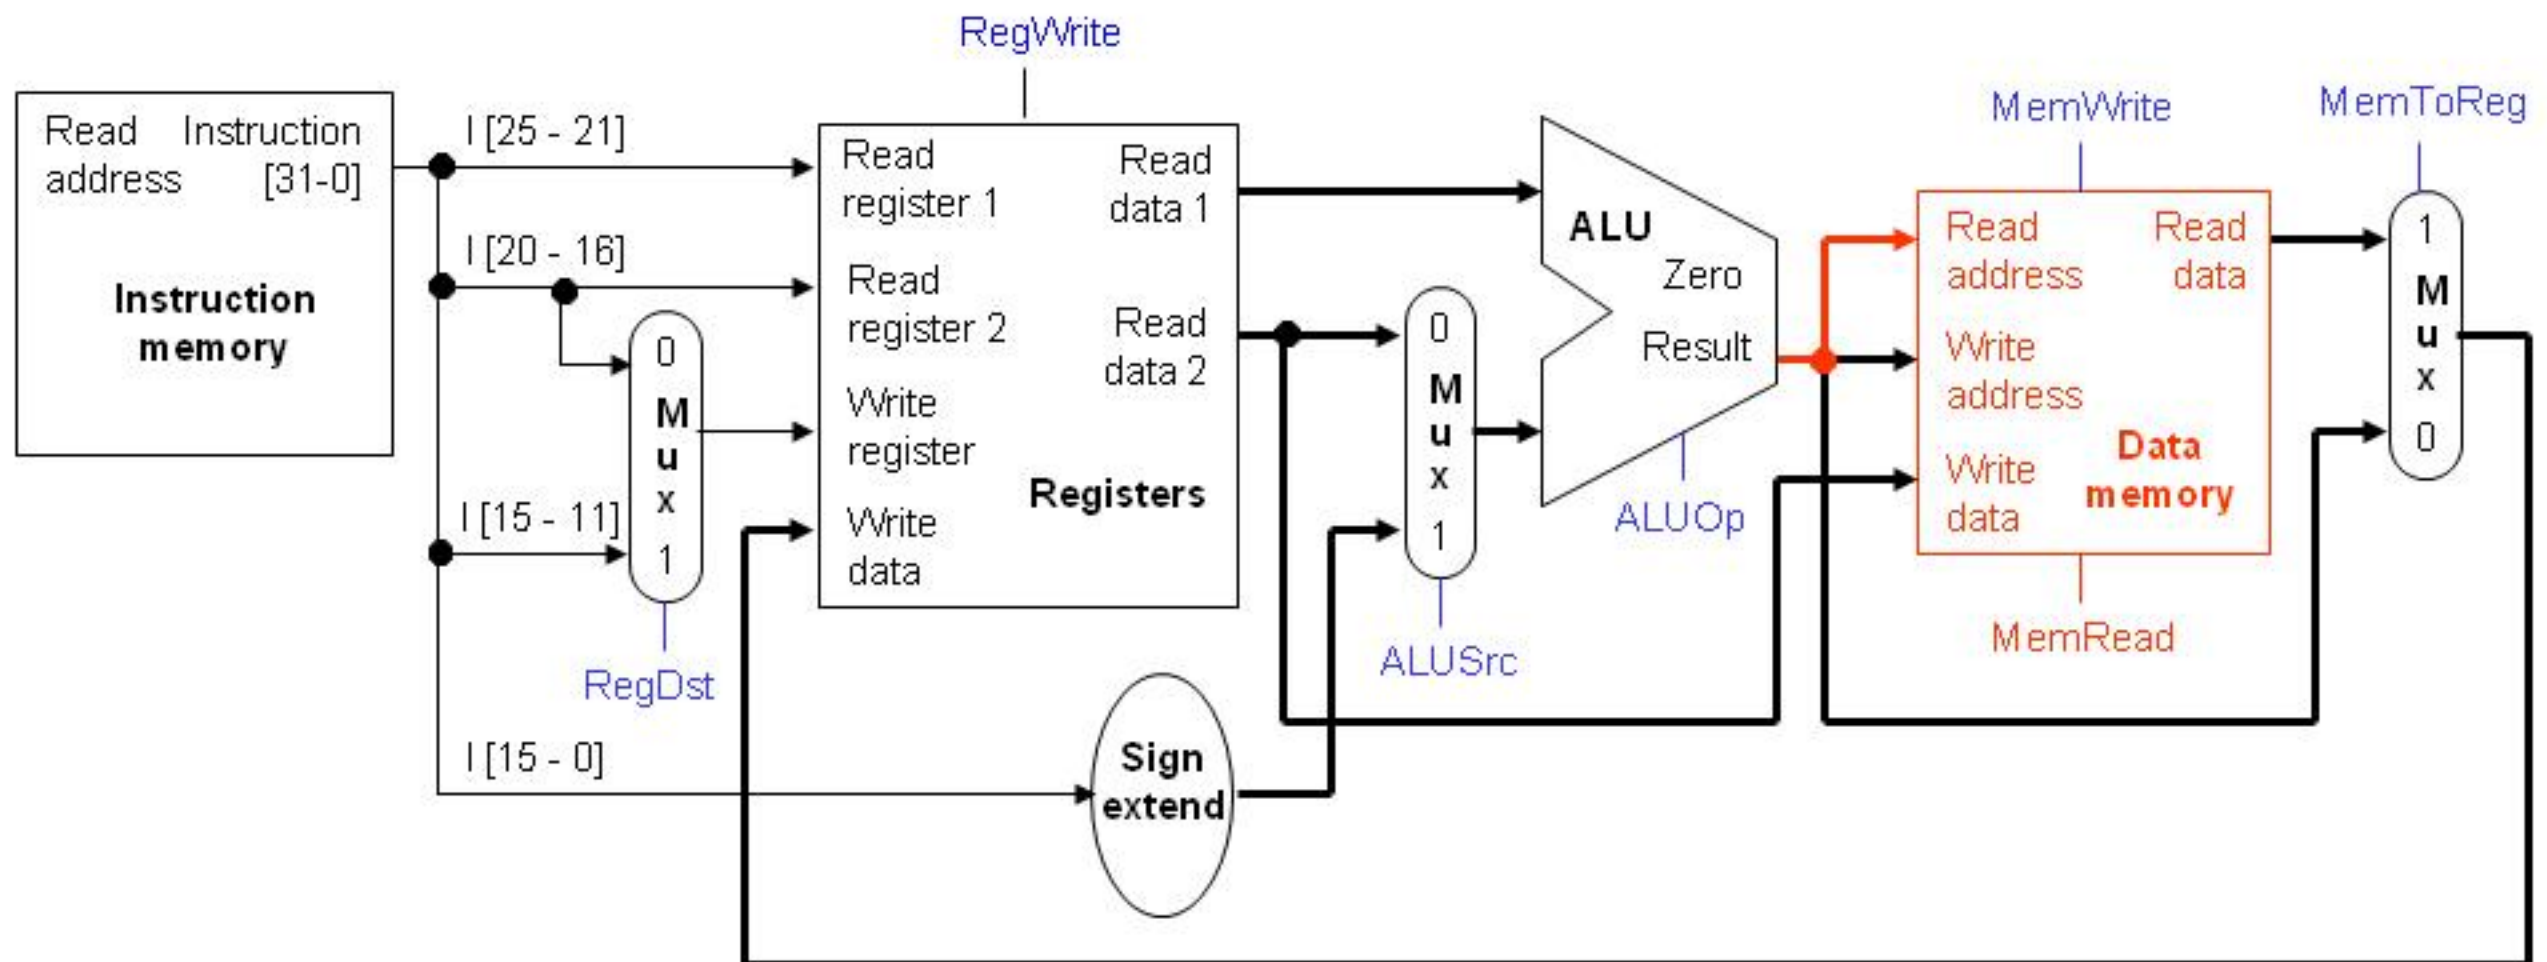 RegWrite
MemWrite
MemToReg
Read address
Instruction [31-0]
Instruction
memory
I [25 - 21]
I [20 - 16]
I [15 - 11]
I [15 - 0]
0
M
u
x
1
RegDst
Read
register 1
Read
register 2
Write
register
Write
data
Read
data 1
Read
data 2
Registers
Sign
extend
0
M
u
x
1
ALUSrc
ALU
Zero
Result
ALUOp
Read
address
Write
address
Write
data
Read
data
Data
memory
MemRead
1
M
u
x
0